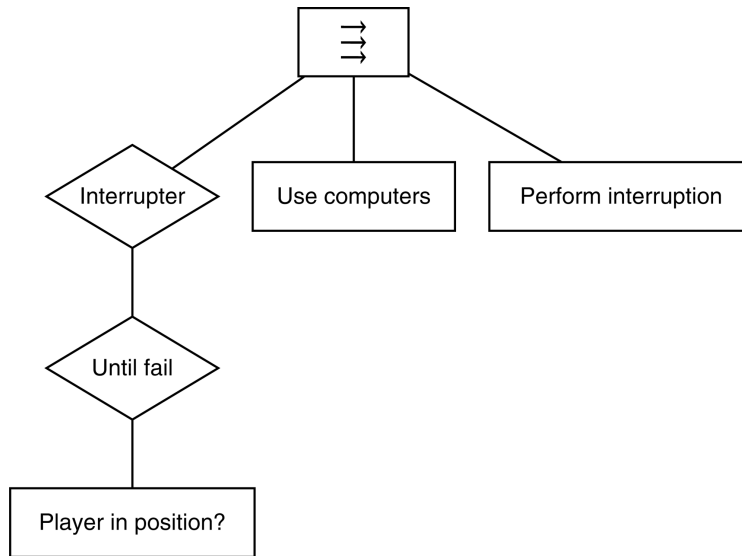 Interrupter
Use computers
Perform interruption
Until fail
Player in position?